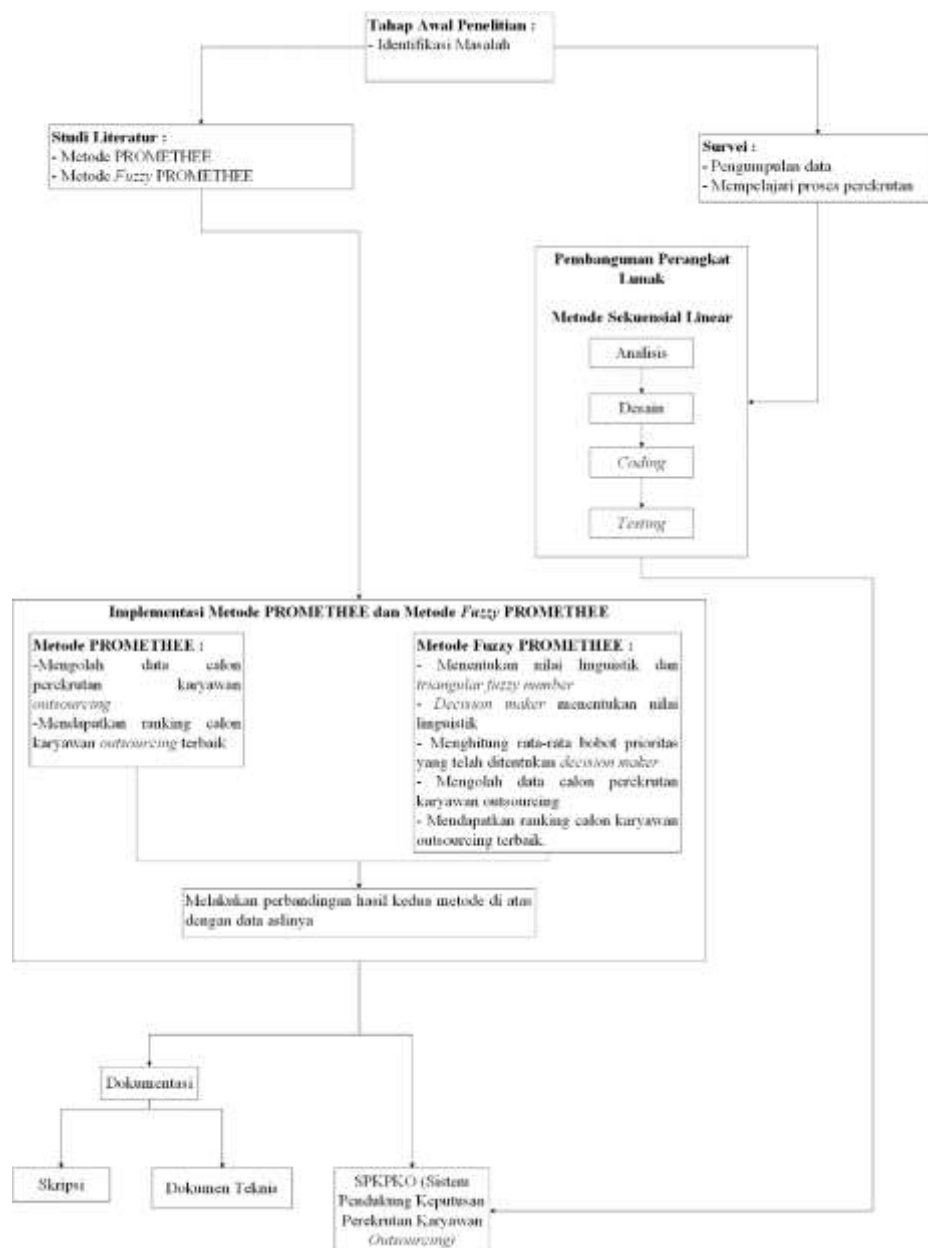 Tahap Awal Penelitian :
- Identifikasi Masalah
Studi Literatur :
- Metode PROMETHEE
- Metode Fuzzy PROMETHEE
Survei :
- Pengumpulan data
- Mempelajari proses perekrutan
Pembangunan Perangkat
Lunak
Metode Sekuensial Linear
Analisis
Desain
Coding
Testing
Implementasi Metode PROMETHEE dan Metode Fuzzy PROMETHEE
Metode PROMETHEE :
-Mengolah data calon
perekrutan karyawan
outsourcing
-Mendapatkan ranking calon
karyawan outsourcing terbaik
Metode Fuzzy PROMETHEE :
- Menentukan nilai linguistik dan
triangular fuzzy number
- Decision maker menentukan nilai
linguistik
- Menghitung rata-rata bobot prioritas
yang telah ditentukan decision maker
- Mengolah data calon perekrutan
karyawan outsourcing
- Mendapatkan ranking calon karyawan
outsourcing terbaik.
Melakukan perbandingan hasil kedua metode di atas
dengan data aslinya
Dokumentasi
Skripsi
Dokumen Teknis
SPKPKO (Sistem
Pendukung Keputusan
Perekrutan Karyawan
Outsourcing)